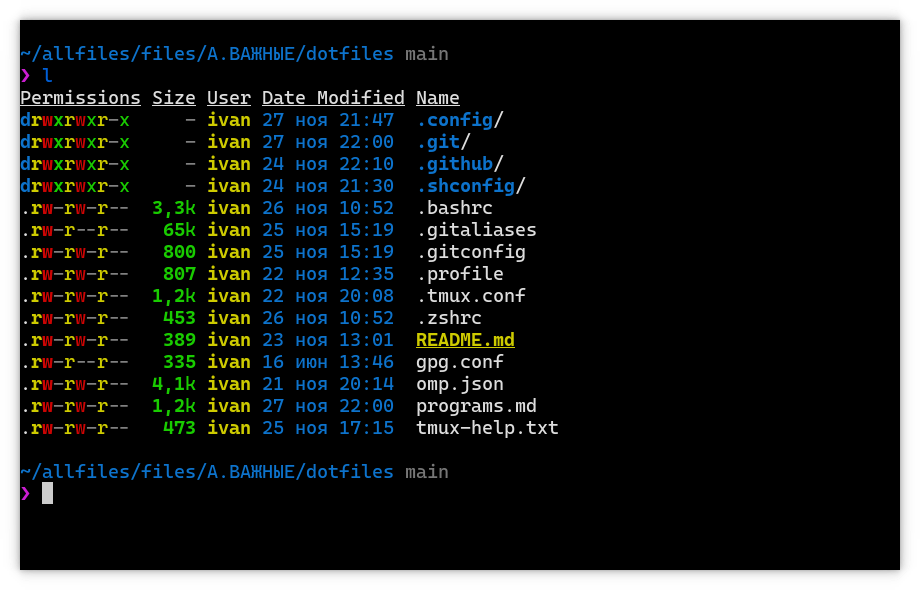 ~/allfiles/files/А.ВАЖНЫЕ/dotfiles main
❯ l
Permissions Size User Date Modified Name
drwxrwxr-x     - ivan 27 ноя 21:47  .config/
drwxrwxr-x     - ivan 27 ноя 22:00  .git/
drwxrwxr-x     - ivan 24 ноя 22:10  .github/
drwxrwxr-x     - ivan 24 ноя 21:30  .shconfig/
.rw-rw-r--  3,3k ivan 26 ноя 10:52  .bashrc
.rw-r--r--   65k ivan 25 ноя 15:19  .gitaliases
.rw-rw-r--   800 ivan 25 ноя 15:19  .gitconfig
.rw-rw-r--   807 ivan 22 ноя 12:35  .profile
.rw-rw-r--  1,2k ivan 22 ноя 20:08  .tmux.conf
.rw-rw-r--   453 ivan 26 ноя 10:52  .zshrc
.rw-rw-r--   389 ivan 23 ноя 13:01  README.md
.rw-r--r--   335 ivan 16 июн 13:46  gpg.conf
.rw-rw-r--  4,1k ivan 21 ноя 20:14  omp.json
.rw-rw-r--  1,2k ivan 27 ноя 22:00  programs.md
.rw-rw-r--   473 ivan 25 ноя 17:15  tmux-help.txt
~/allfiles/files/А.ВАЖНЫЕ/dotfiles main
❯